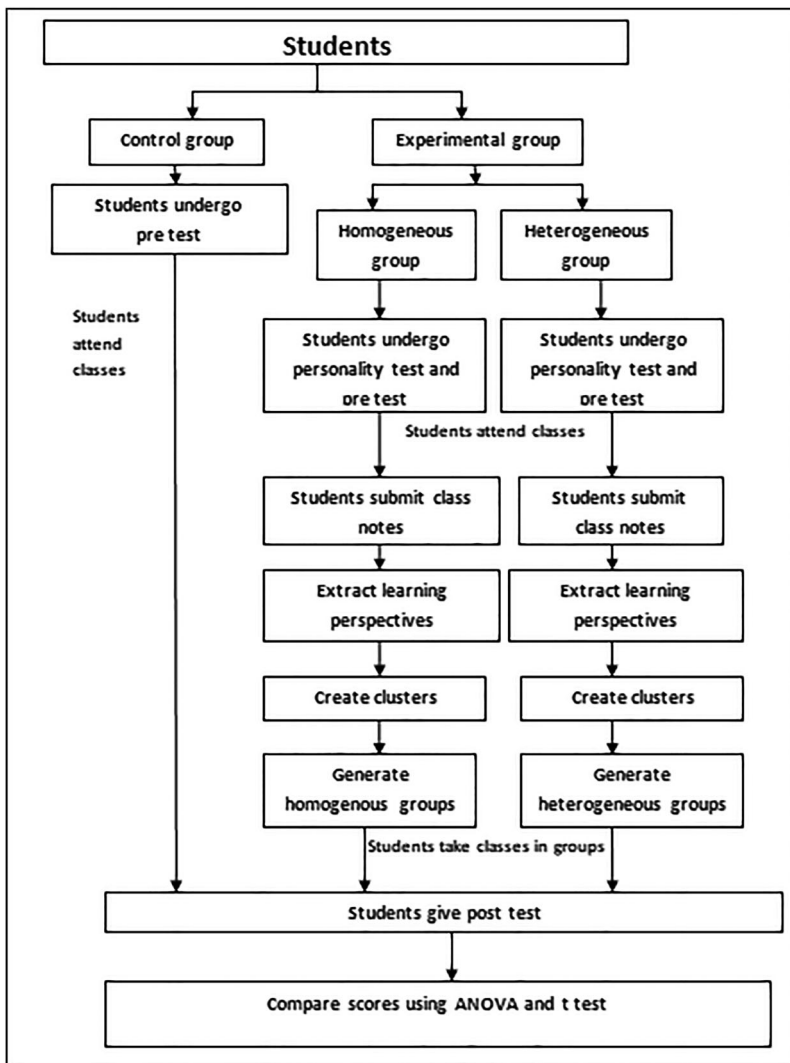 Students
Control group
Experimental group
Students undergo
pre test
Homogeneous
group
Heterogeneous
group
Students
attend
classes
Students undergo
personality test and
pre test
Students undergo
personality test and
pre test
Students attend classes
Students submit class
notes
Students submit
class notes
Extract learning
perspectives
Extract learning
perspectives
Create clusters
Create clusters
Generate
homogenous groups
Generate
heterogeneous groups
Students take classes in groups
Students give post test
Compare scores using ANOVA and t test